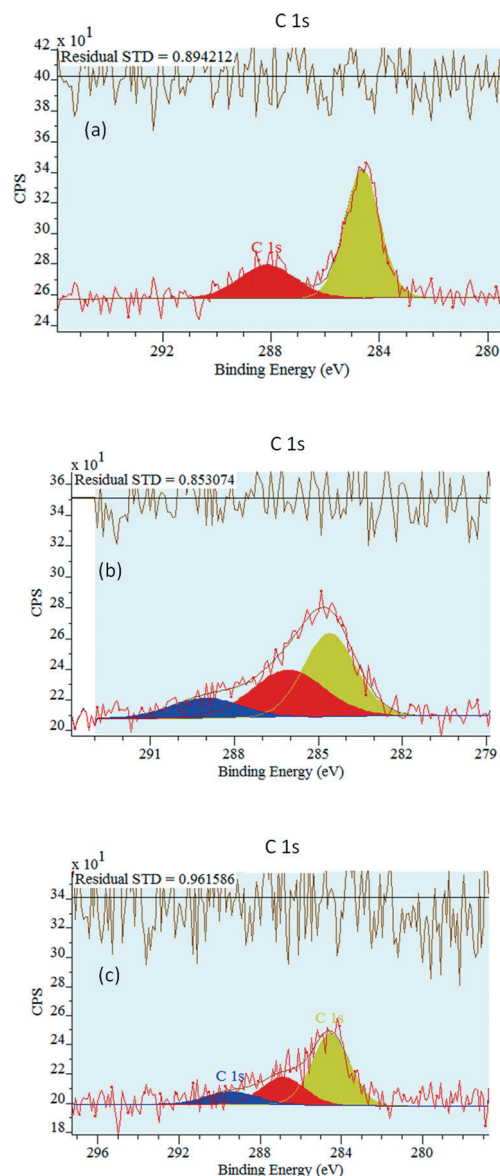 C 1s
x 10¹
Residual STD = 0.894212
42
40
38
(a)
36
34
32
30
28
26
24
CPS
C 1s
292
288
284
280
Binding Energy (eV)
C 1s
x 10¹
Residual STD = 0.853074
36
34
32
(b)
30
28
26
24
22
20
CPS
291
288
285
282
279
Binding Energy (eV)
C 1s
x 10¹
Residual STD = 0.961586
34
32
30
(c)
28
26
24
22
20
18
CPS
C 1s
C 1s
296
292
288
284
280
Binding Energy (eV)